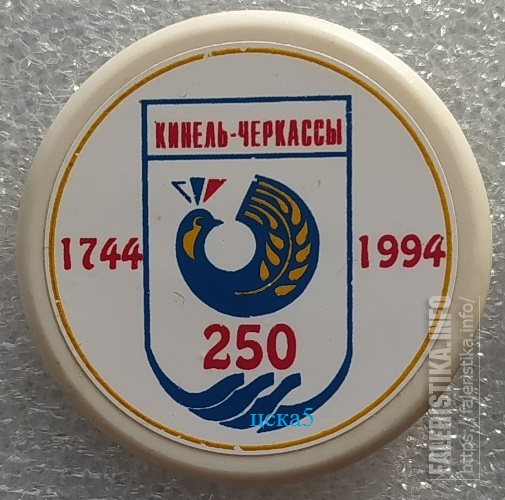 КИНЕЛЬ-ЧЕРКАССЫ
1744
1994
250
цска5
FALERISTIKA.INFO
https://faleristika.info/